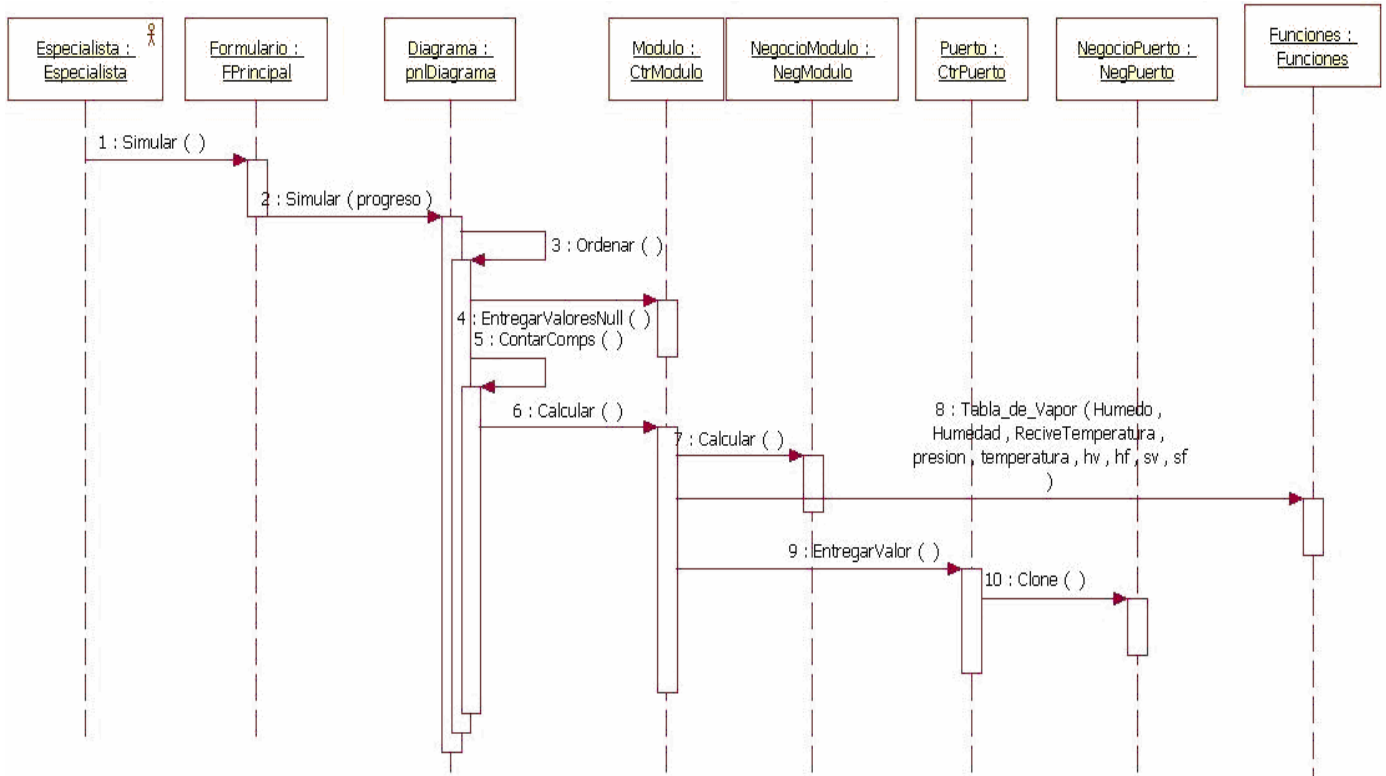 Especialista :
Especialista
Formulario :
FPrincipal
Diagrama :
pnlDiagrama
Modulo :
CtrModulo
NegocioModulo :
NegModulo
Puerto :
CtrPuerto
NegocioPuerto :
NegPuerto
Funciones :
Funciones
1 : Simular ( )
2 : Simular ( progreso )
3 : Ordenar ( )
4 : EntregarValoresNull ( )
5 : ContarComps ( )
6 : Calcular ( )
7 : Calcular ( )
8 : Tabla_de_Vapor ( Humedo ,
Humedad , ReciveTemperatura ,
presion , temperatura , hv , hf , sv , sf
)
9 : EntregarValor ( )
10 : Clone ( )